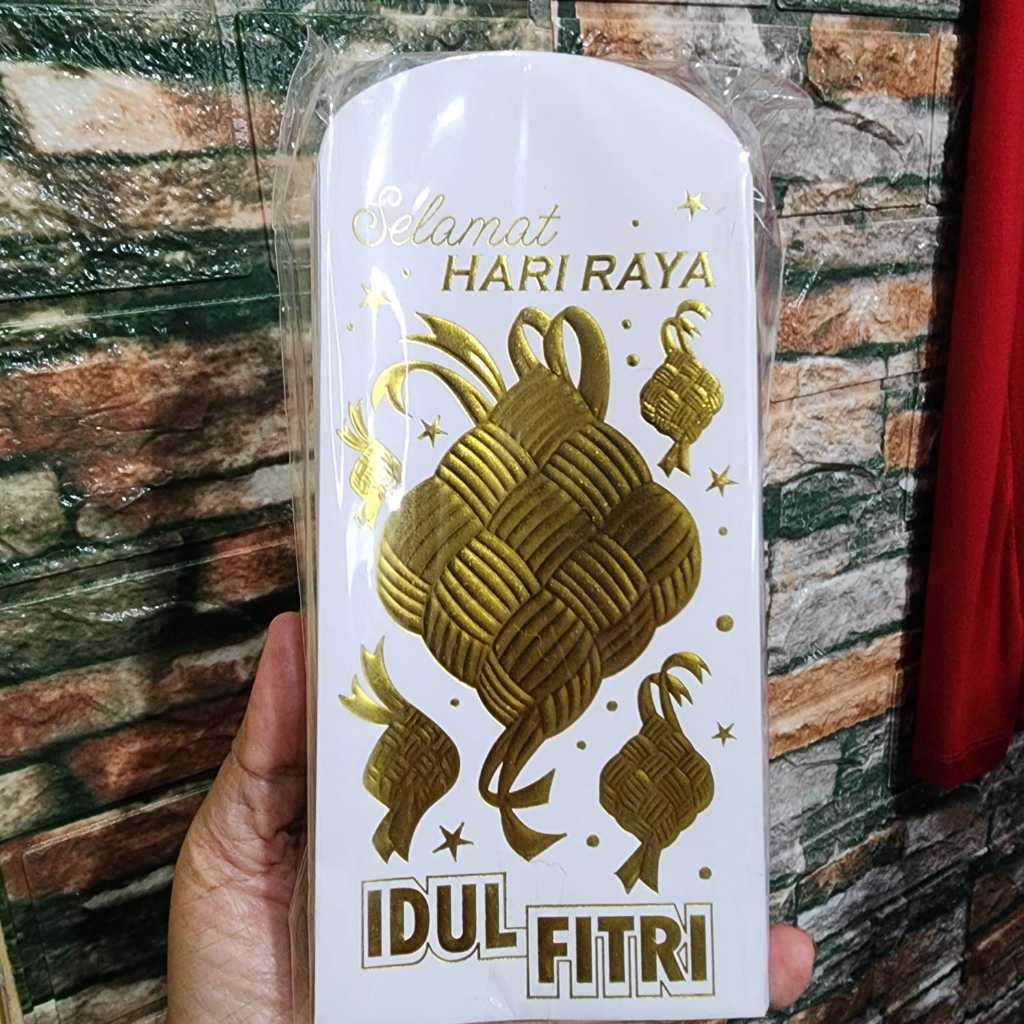 Selamat
HARI RAYA
IDUL
FITRI